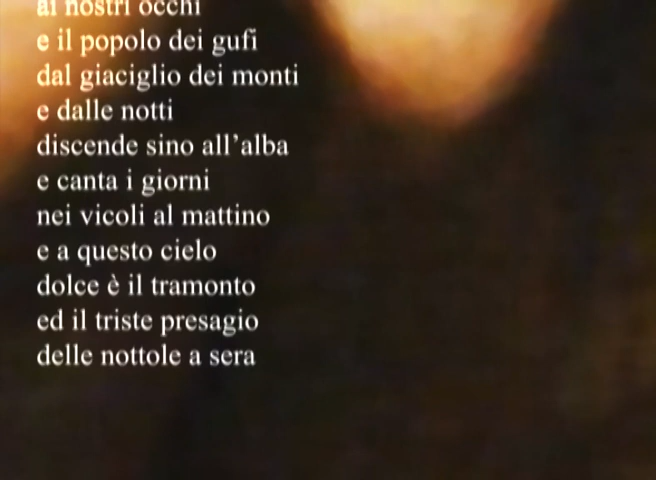 ai nostri occhi
e il popolo dei gufi
dal giaciglio dei monti
e dalle notti
discende sino all'alba
e canta i giorni
nei vicoli al mattino
e a questo cielo
dolce è il tramonto
ed il triste presagio
delle nottole a sera